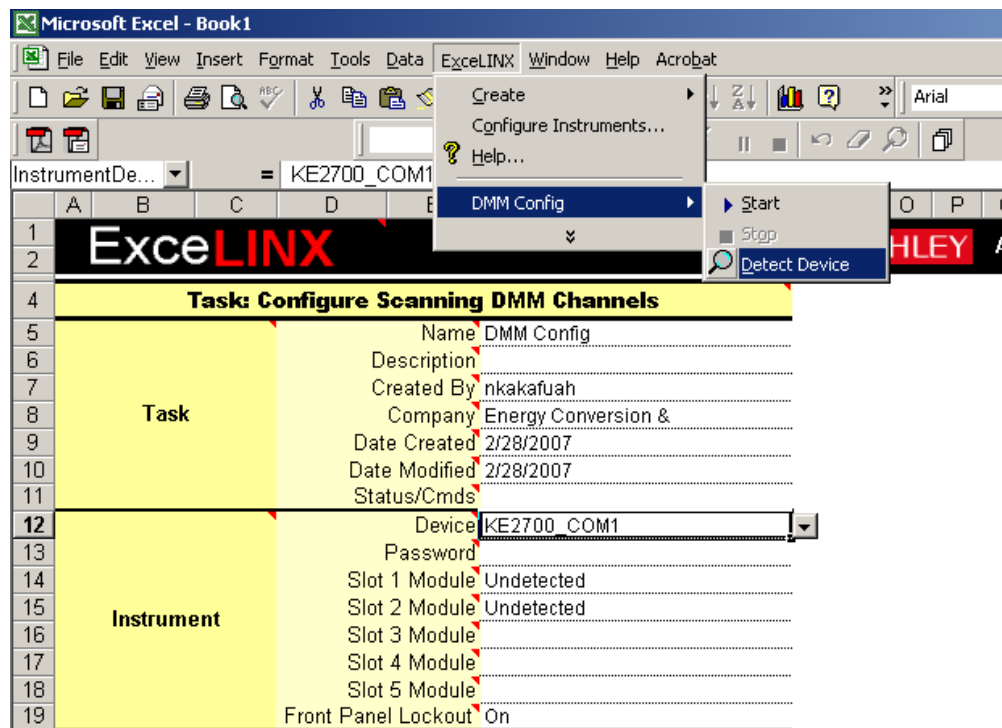 Microsoft Excel - Book1
File Edit View Insert Format Tools Data ExceLINX Window Help Acrobat
Arial
Create
Configure Instruments...
Help...
DMM Config
Start
Stop
Detect Device
InstrumentDe... = KE2700_COM1
A B C D E O P
1
2
ExceLINX HLEY A
4 Task: Configure Scanning DMM Channels
5 Name DMM Config
6 Description
7 Created By nkakafuah
8 Task Company Energy Conversion &
9 Date Created 2/28/2007
10 Date Modified 2/28/2007
11 Status/Cmds
12 Device KE2700_COM1
13 Password
14 Slot 1 Module Undetected
15 Instrument Slot 2 Module Undetected
16 Slot 3 Module
17 Slot 4 Module
18 Slot 5 Module
19 Front Panel Lockout On